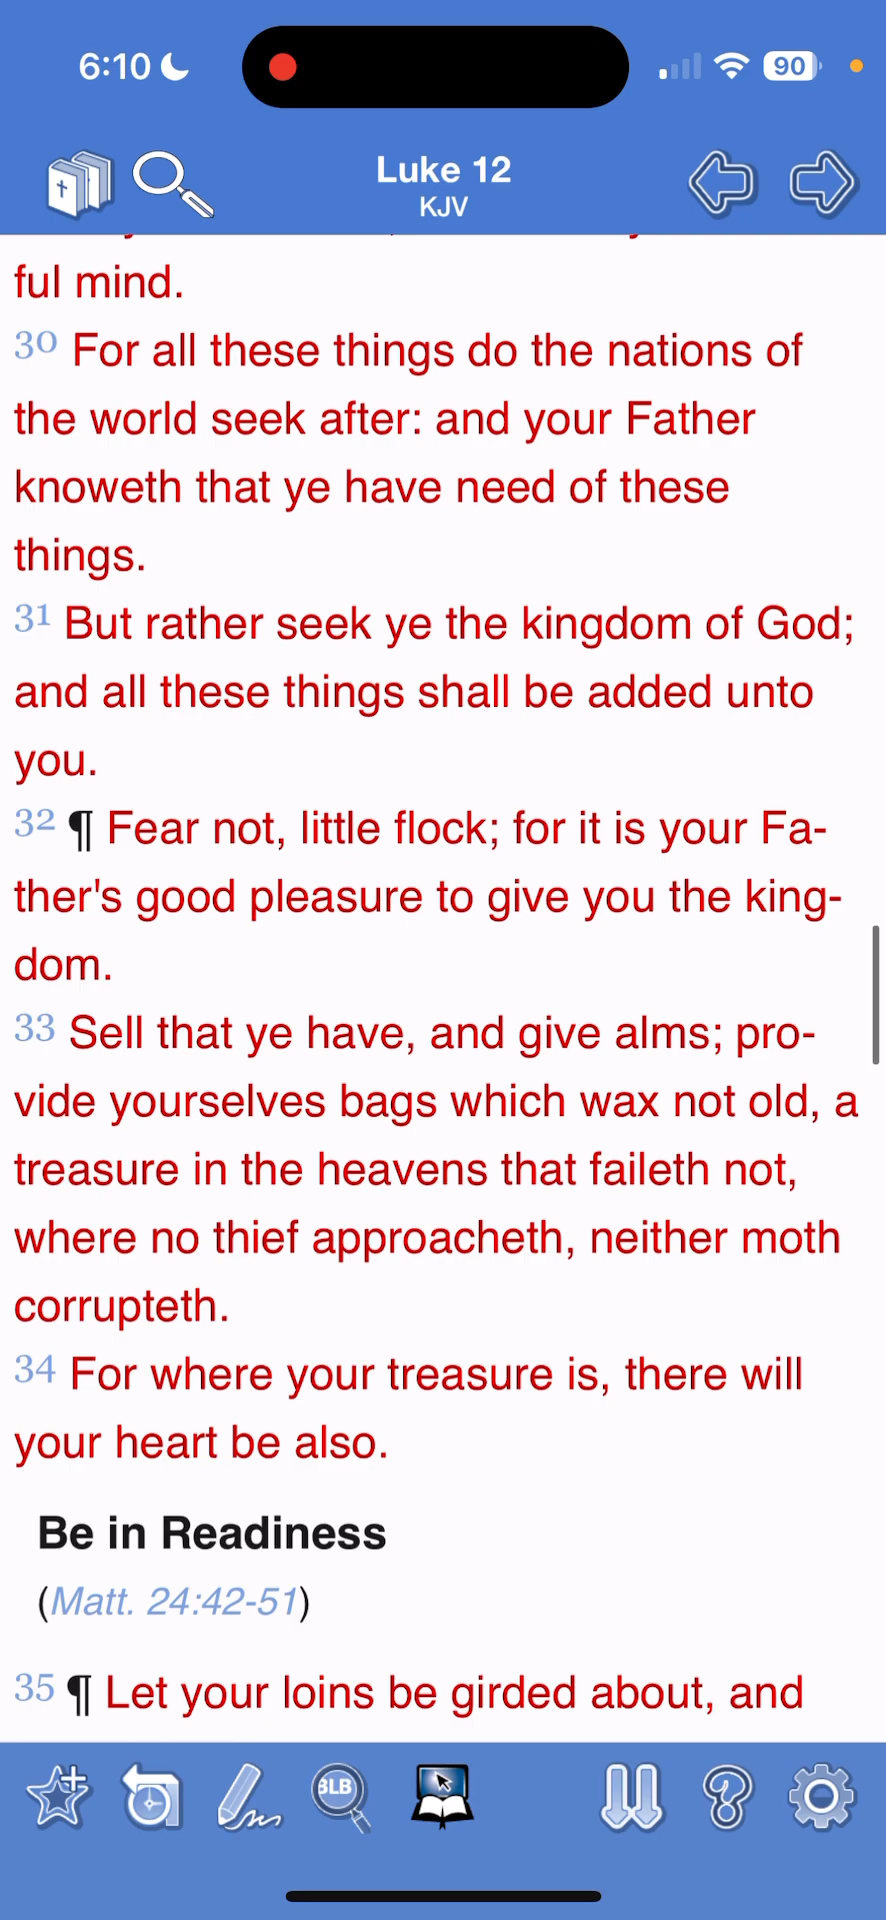 6:10
90
Luke 12
KJV
ful mind.
30 For all these things do the nations of
the world seek after: and your Father
knoweth that ye have need of these
things.
31 But rather seek ye the kingdom of God;
and all these things shall be added unto
you.
32 ¶ Fear not, little flock; for it is your Fa-
ther's good pleasure to give you the king-
dom.
33 Sell that ye have, and give alms; pro-
vide yourselves bags which wax not old, a
treasure in the heavens that faileth not,
where no thief approacheth, neither moth
corrupteth.
34 For where your treasure is, there will
your heart be also.
Be in Readiness
(Matt. 24:42-51)
35 ¶ Let your loins be girded about, and
BLB